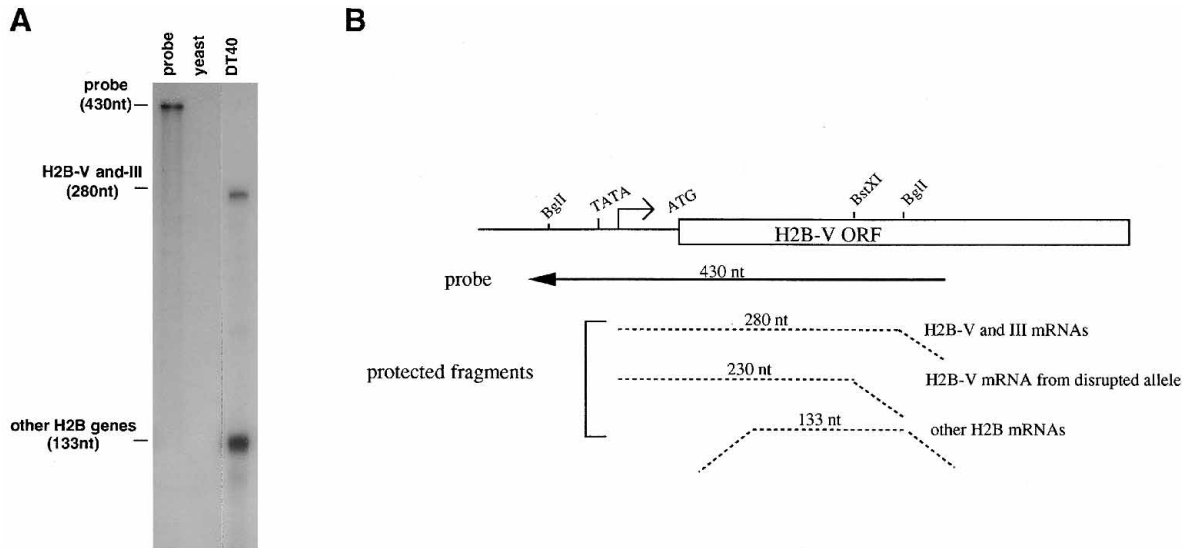 A
probe
yeast
DT40
probe
(430nt)
H2B-V and-III
(280nt)
other H2B genes
(133nt)
B
BglI
TATA
ATG
BstXI
BglI
H2B-V ORF
probe
430 nt
280 nt
H2B-V and III mRNAs
protected fragments
230 nt
H2B-V mRNA from disrupted allele
133 nt
other H2B mRNAs